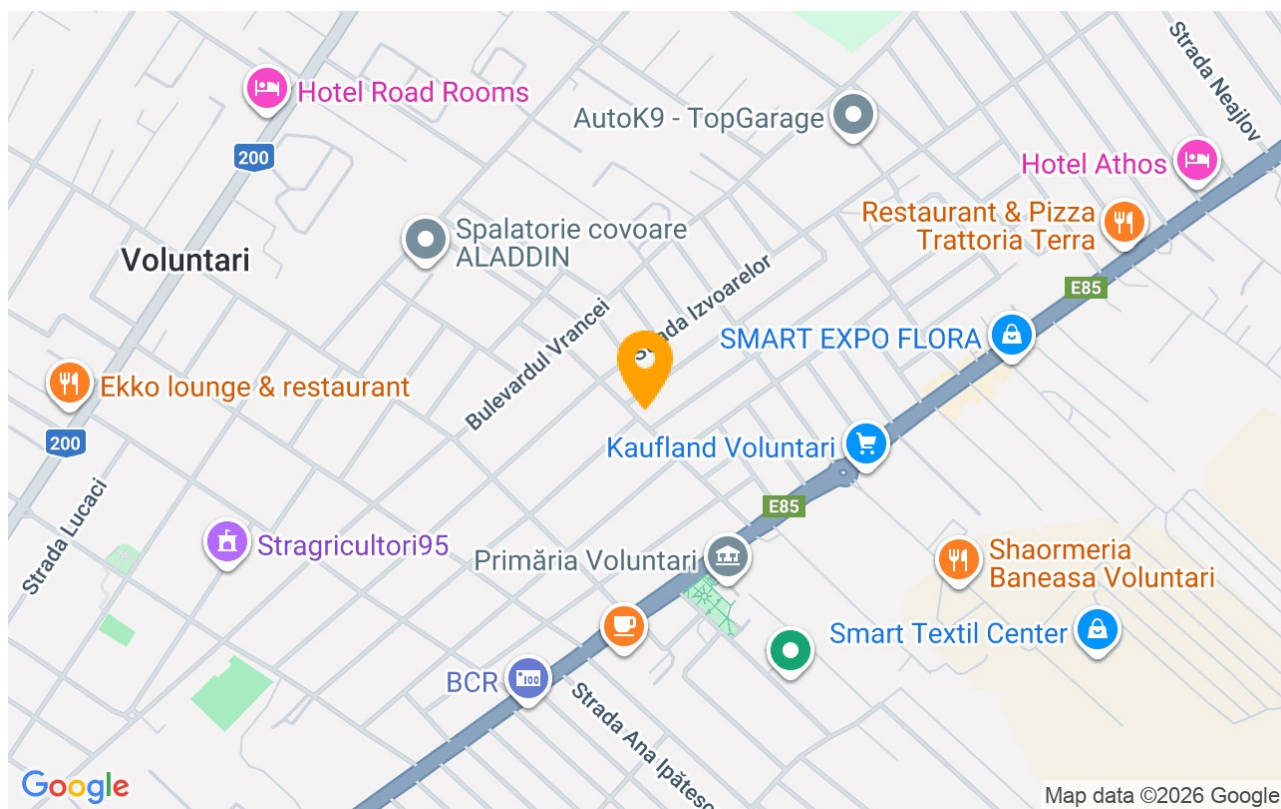 Strada Neajlov
Hotel Road Rooms
AutoK9 - TopGarage
200
Hotel Athos
Restaurant & Pizza
Trattoria Terra
Spalatorie covoare
ALADDIN
Voluntari
Strada Izvoarelor
E85
Bulevardul Vrancei
SMART EXPO FLORA
Ekko lounge & restaurant
200
Kaufland Voluntari
E85
Strada Lucaci
Stragricultori95
Primăria Voluntari
Shaormeria
Baneasa Voluntari
Smart Textil Center
BCR
100
Strada Ana Ipătesc
Google
Map data ©2026 Google